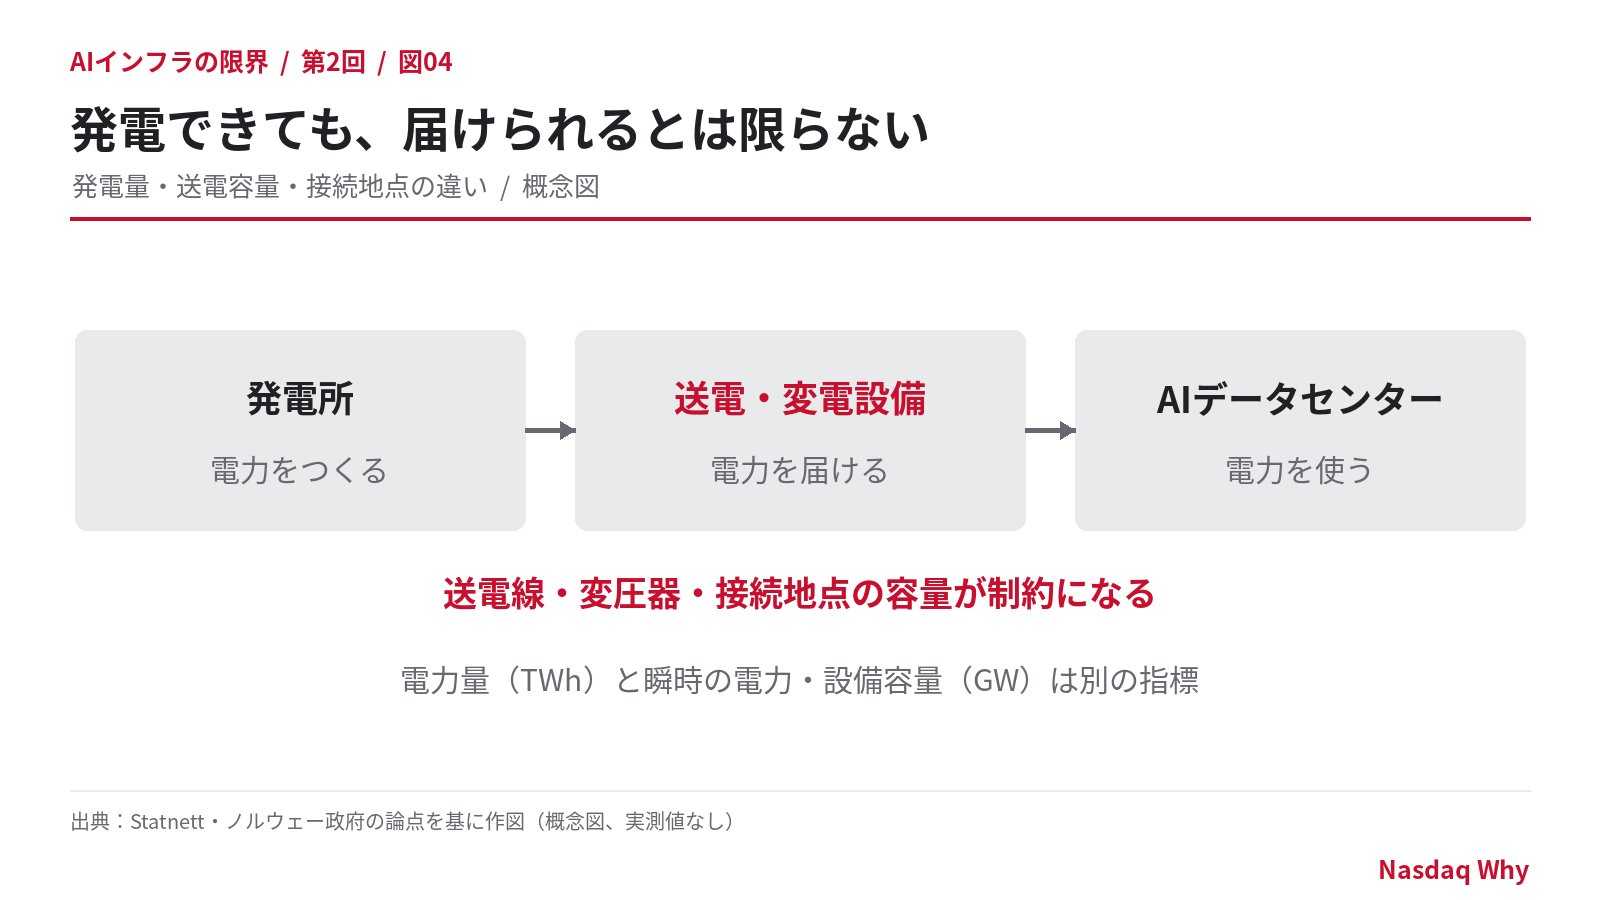 AIインフラの限界 / 第2回 / 図04
発電できても、届けられるとは限らない
発電量・送電容量・接続地点の違い / 概念図
発電所
電力をつくる
送電・変電設備
電力を届ける
AIデータセンター
電力を使う
送電線・変圧器・接続地点の容量が制約になる
電力量（TWh）と瞬時の電力・設備容量（GW）は別の指標
出典：Statnett・ノルウェー政府の論点を基に作図（概念図、実測値なし）
Nasdaq Why